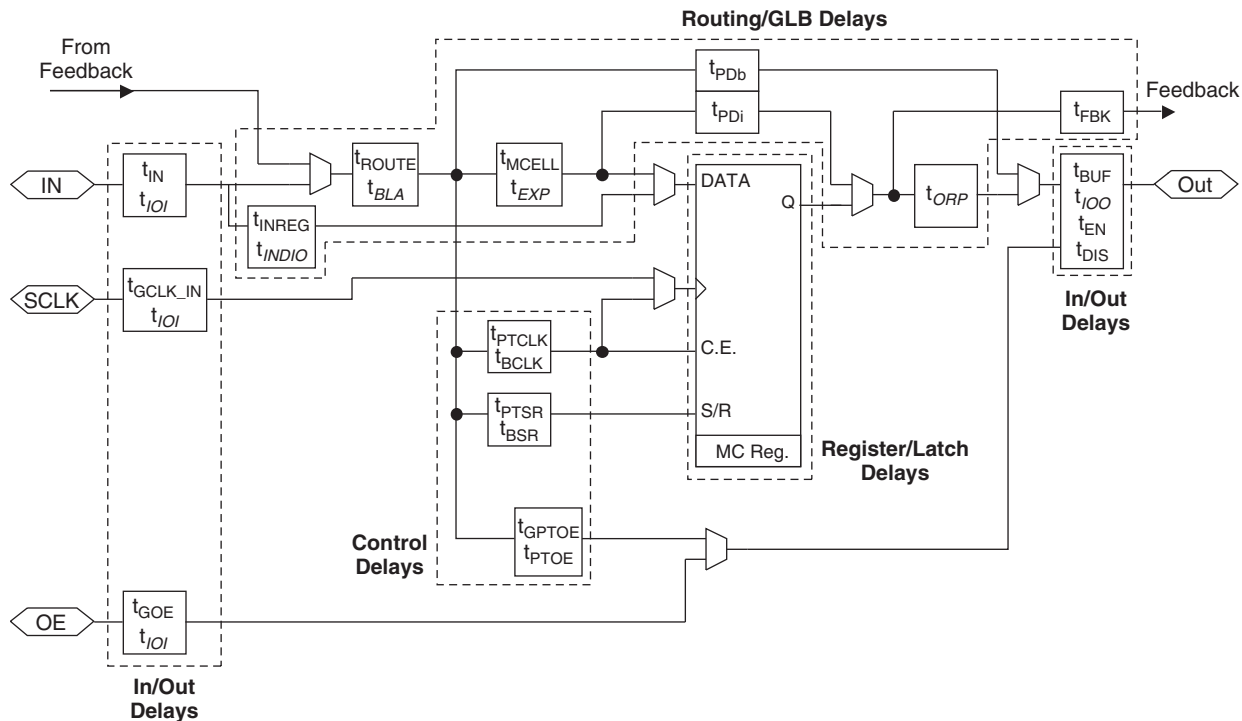 Routing/GLB Delays
From
Feedback
tPDb
tPDi
tFBK
Feedback
IN
tIN
tIOI
tROUTE
tBLA
tMCELL
tEXP
tINREG
tINDIO
DATA
Q
tORP
tBUF
tIOO
tEN
tDIS
Out
In/Out
Delays
SCLK
tGCLK_IN
tIOI
tPTCLK
tBCLK
C.E.
tPTSR
tBSR
S/R
MC Reg.
Register/Latch
Delays
Control
Delays
tGPTOE
tPTOE
OE
tGOE
tIOI
In/Out
Delays